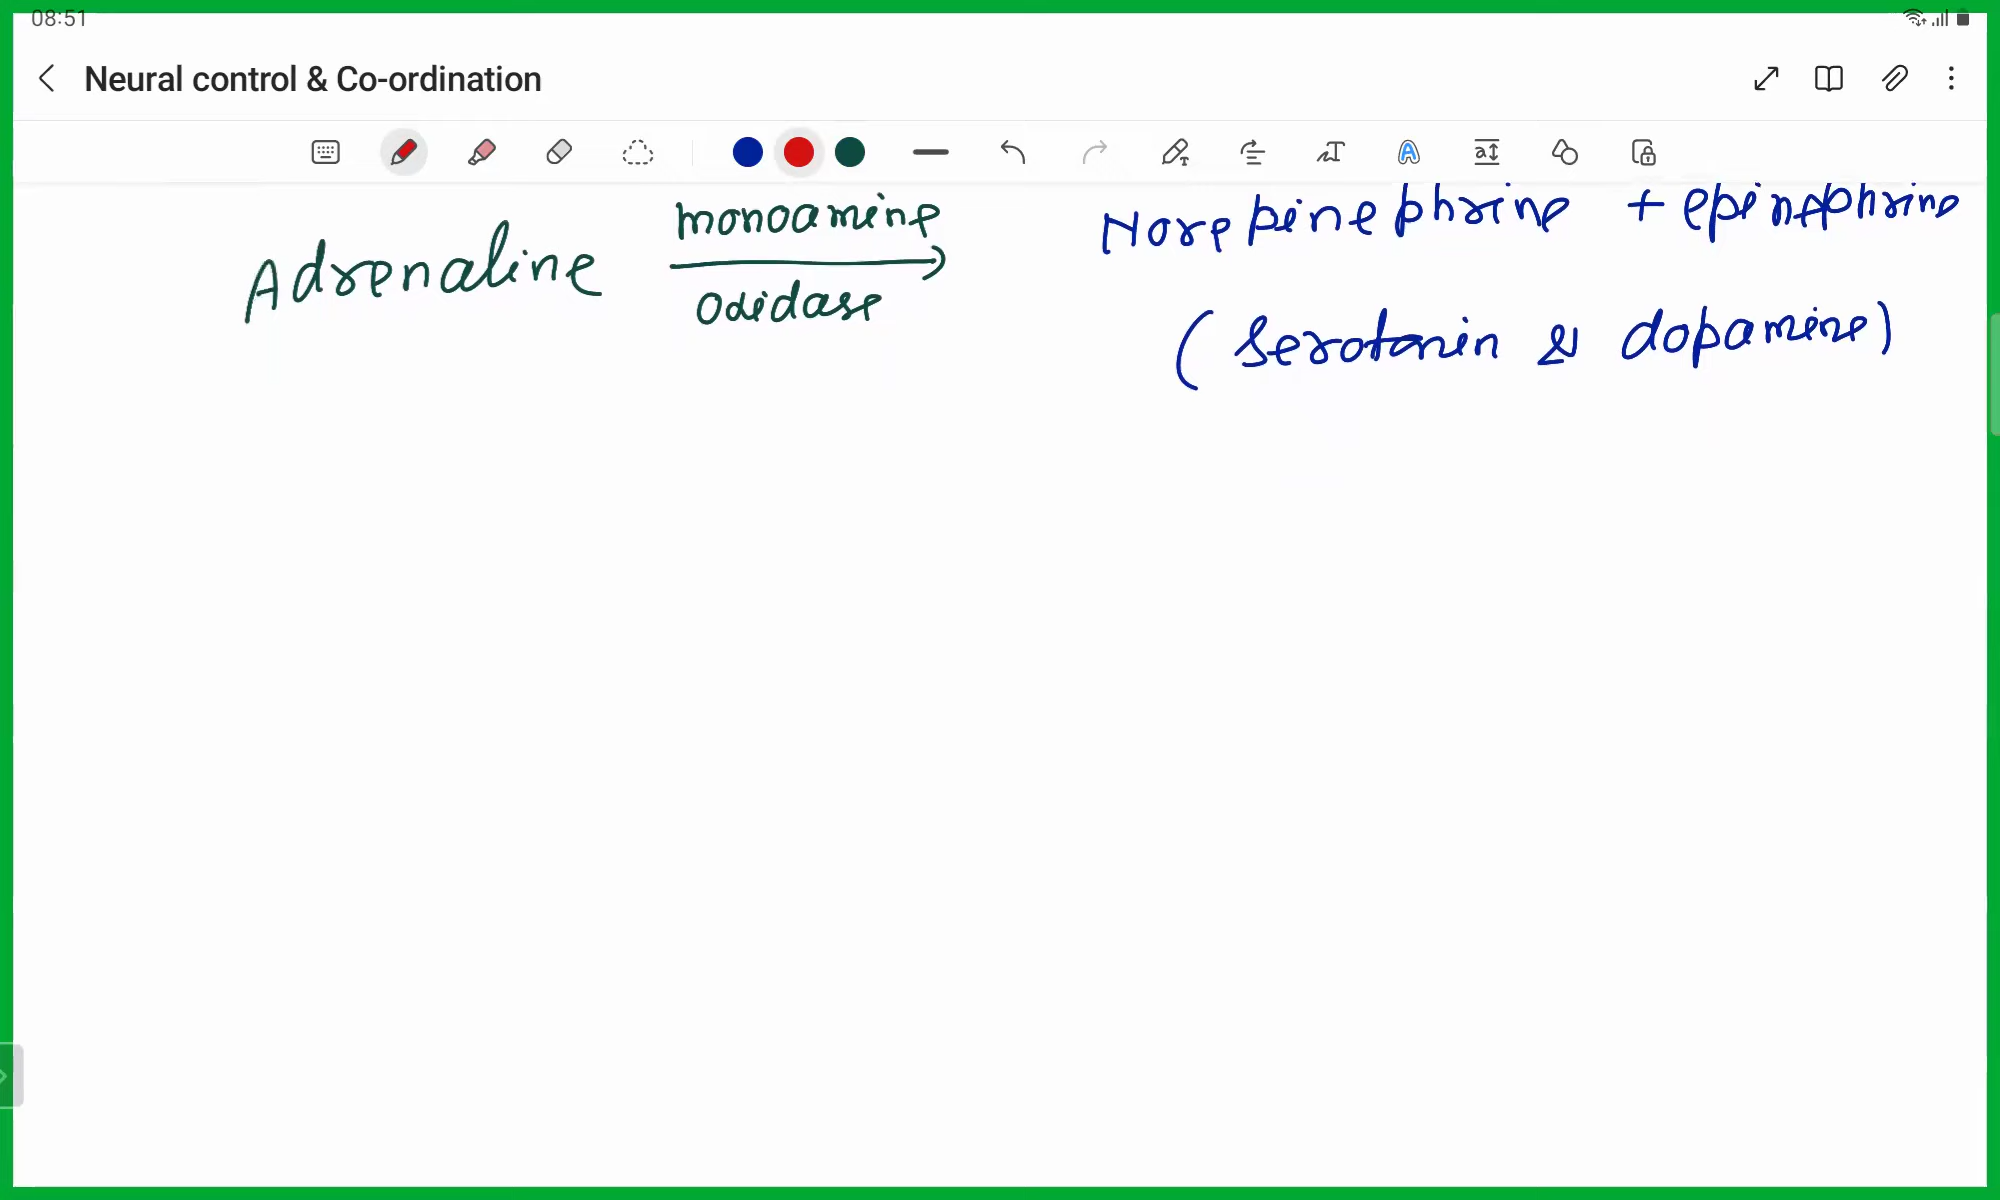 08:51
Neural control & Co-ordination
monoamine
Norepinephrine + epinephrine
Adrenaline
oxidase
(Serotonin & dopamine)